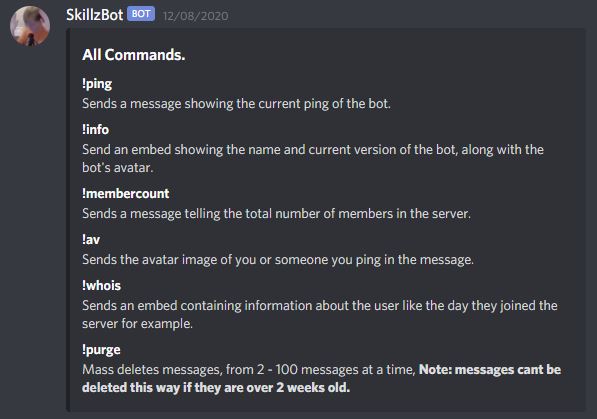 SkillzBot BOT 12/08/2020
All Commands.
!ping
Sends a message showing the current ping of the bot.
!info
Send an embed showing the name and current version of the bot, along with the
bot's avatar.
!membercount
Sends a message telling the total number of members in the server.
!av
Sends the avatar image of you or someone you ping in the message.
!whois
Sends an embed containing information about the user like the day they joined the
server for example.
!purge
Mass deletes messages, from 2 - 100 messages at a time, Note: messages cant be
deleted this way if they are over 2 weeks old.